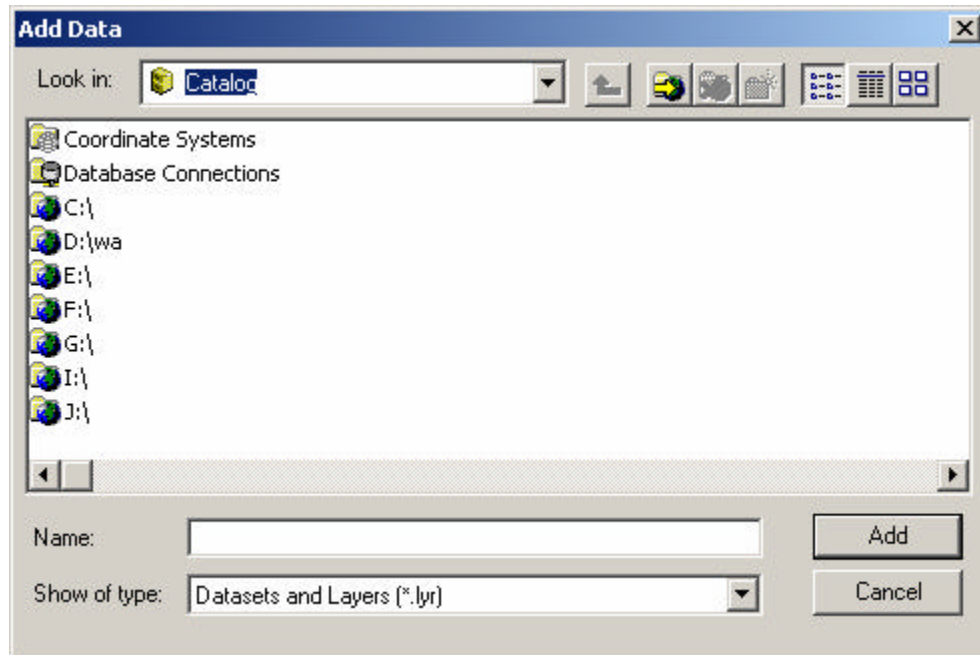 Add Data
Look in: Catalog
Coordinate Systems
Database Connections
C:\
D:\wa
E:\
F:\
G:\
I:\
J:\
Name: Add
Show of type: Datasets and Layers (*.lyr) Cancel